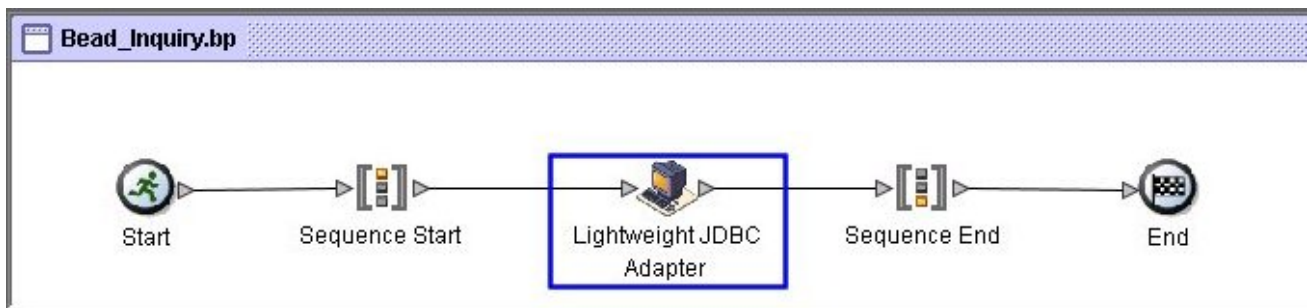 Bead_Inquiry.bp
Start
Sequence Start
Lightweight JDBC
Adapter
Sequence End
End